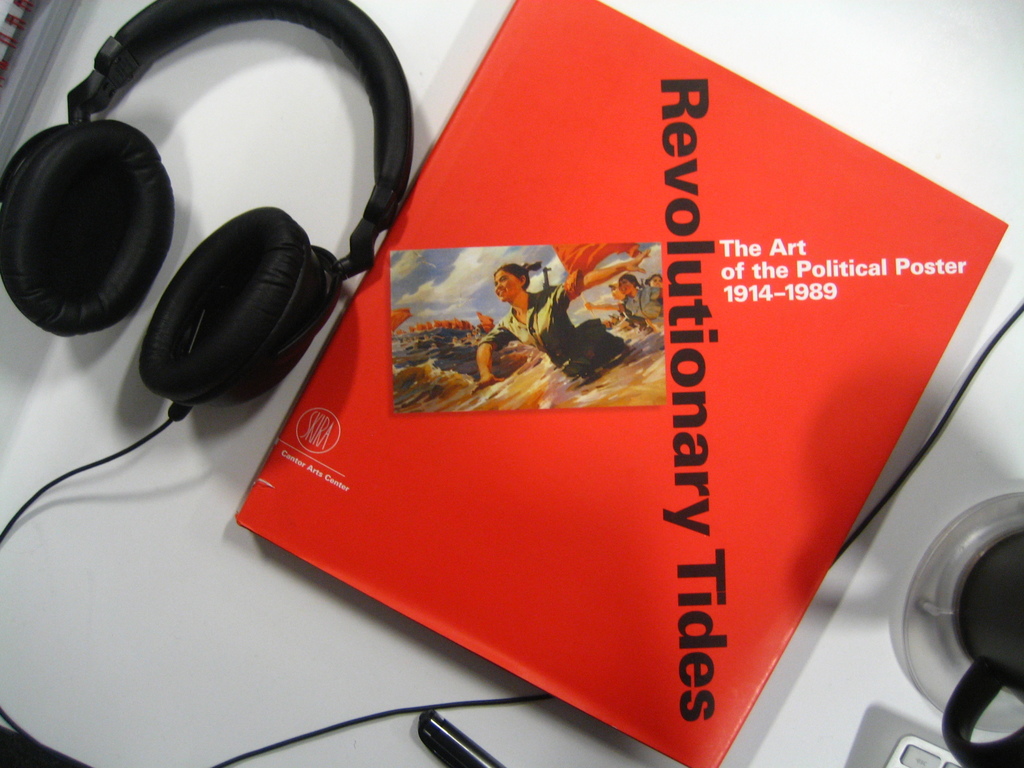 Revolutionary Tides
The Art
of the Political Poster
1914–1989
SKIRA
Cantor Arts Center